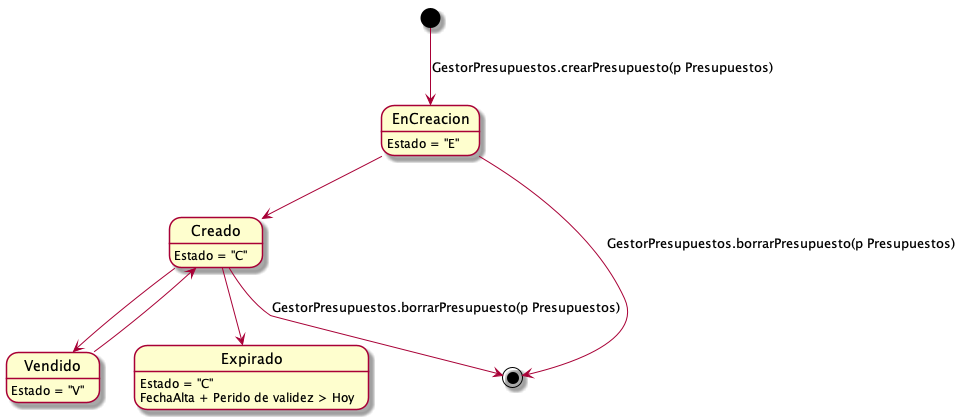 GestorPresupuestos.crearPresupuesto(p Presupuestos)
EnCreacion
Estado = "E"
GestorPresupuestos.borrarPresupuesto(p Presupuestos)
Creado
Estado = "C"
GestorPresupuestos.borrarPresupuesto(p Presupuestos)
Vendido
Estado = "V"
Expirado
Estado = "C"
FechaAlta + Perido de validez > Hoy